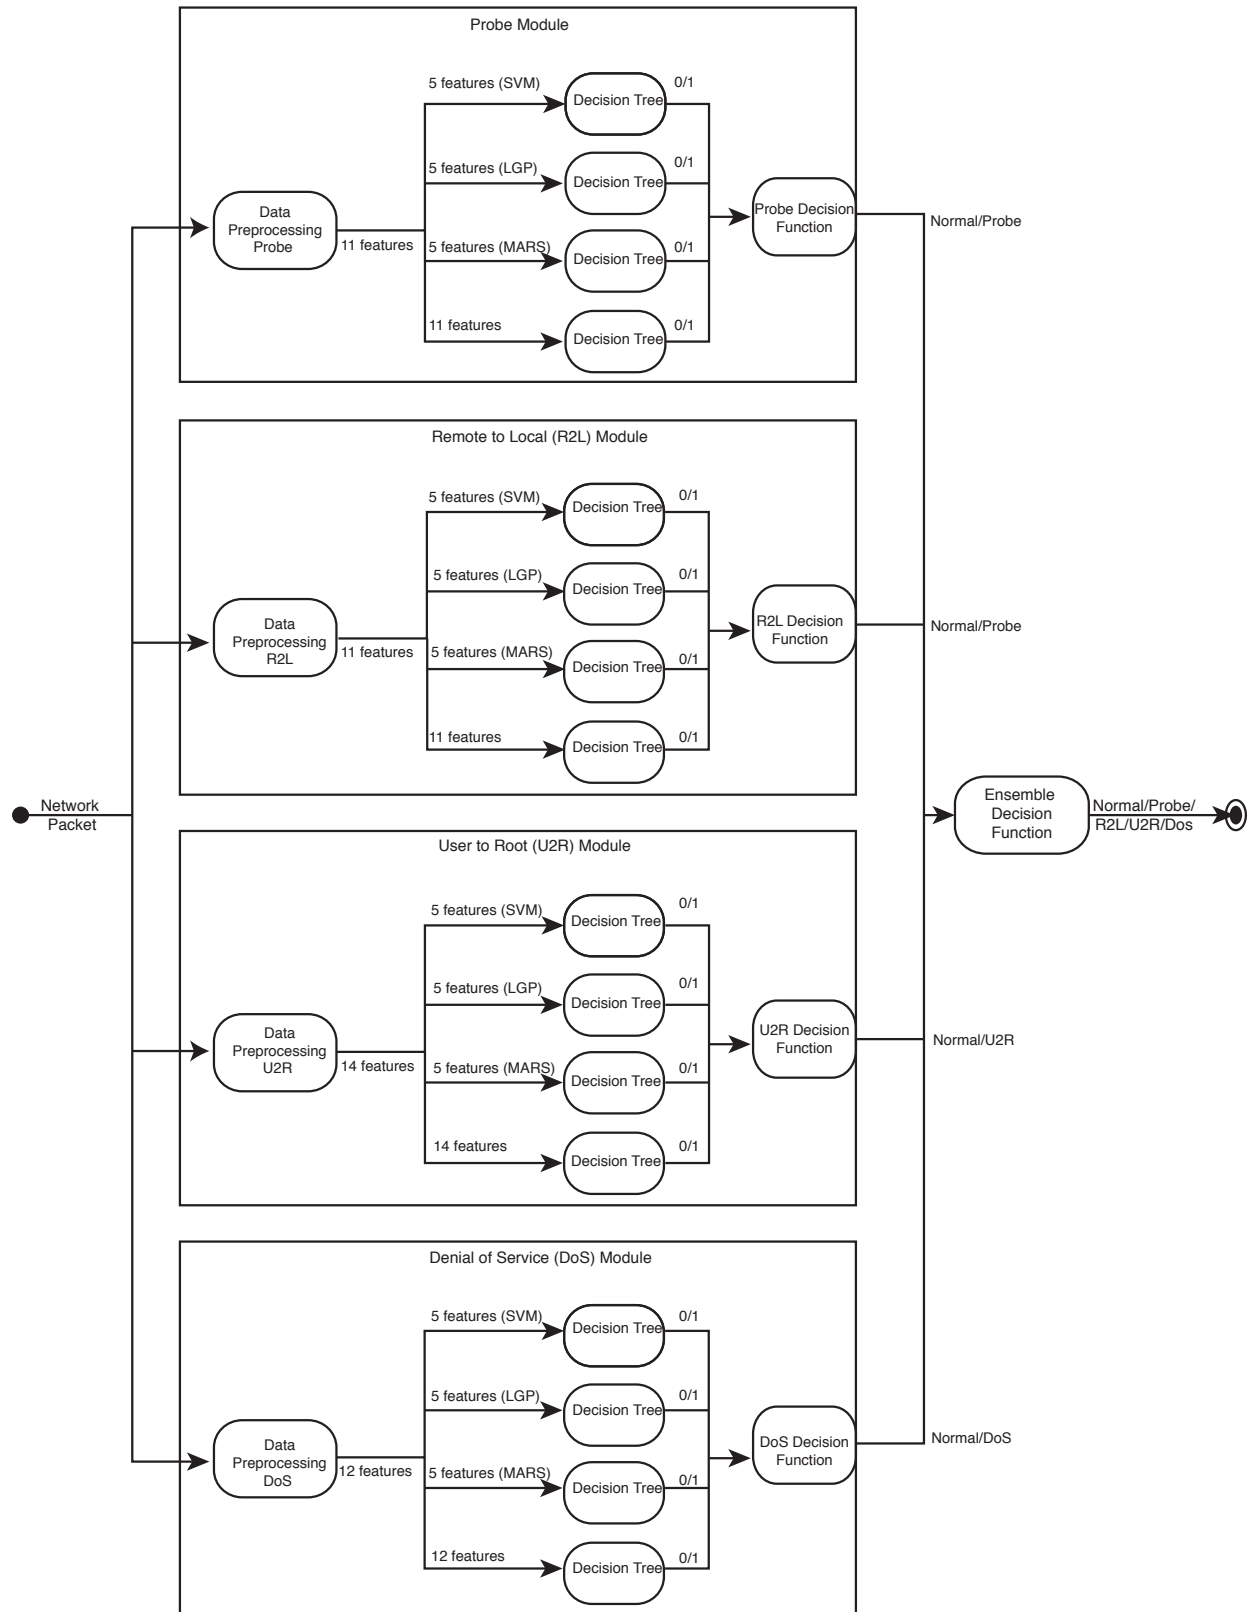 Probe Module
5 features (SVM)
Decision Tree
0/1
5 features (LGP)
Decision Tree
0/1
Data
Preprocessing
Probe
11 features
5 features (MARS)
Decision Tree
0/1
11 features
Decision Tree
0/1
Probe Decision
Function
Normal/Probe
Remote to Local (R2L) Module
5 features (SVM)
Decision Tree
0/1
5 features (LGP)
Decision Tree
0/1
Data
Preprocessing
R2L
11 features
5 features (MARS)
Decision Tree
0/1
11 features
Decision Tree
0/1
R2L Decision
Function
Normal/Probe
Network
Packet
Ensemble
Decision
Function
Normal/Probe/
R2L/U2R/Dos
User to Root (U2R) Module
5 features (SVM)
Decision Tree
0/1
5 features (LGP)
Decision Tree
0/1
Data
Preprocessing
U2R
14 features
5 features (MARS)
Decision Tree
0/1
14 features
Decision Tree
0/1
U2R Decision
Function
Normal/U2R
Denial of Service (DoS) Module
5 features (SVM)
Decision Tree
0/1
5 features (LGP)
Decision Tree
0/1
Data
Preprocessing
DoS
12 features
5 features (MARS)
Decision Tree
0/1
12 features
Decision Tree
0/1
DoS Decision
Function
Normal/DoS